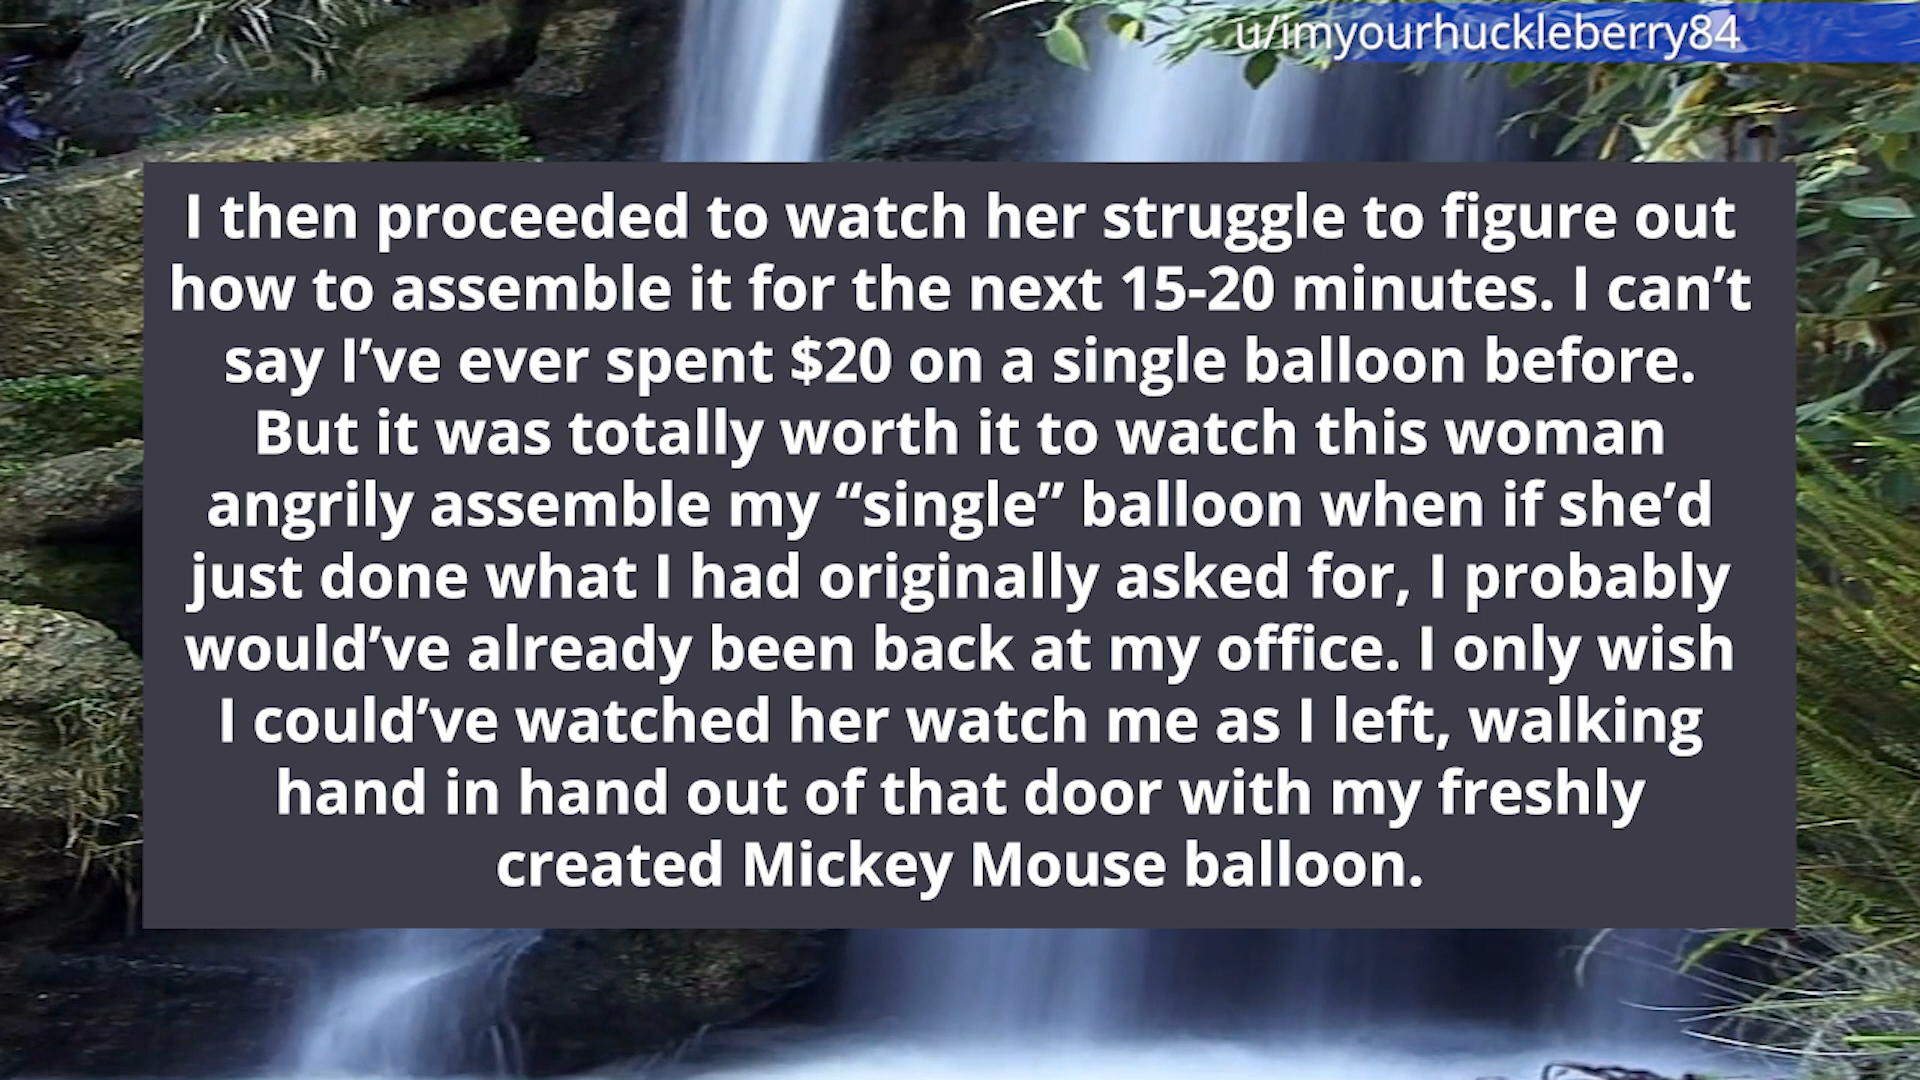 u/imyourhuckleberry84
I then proceeded to watch her struggle to figure out
how to assemble it for the next 15-20 minutes. I can’t
say I’ve ever spent $20 on a single balloon before.
But it was totally worth it to watch this woman
angrily assemble my “single” balloon when if she’d
just done what I had originally asked for, I probably
would’ve already been back at my office. I only wish
I could’ve watched her watch me as I left, walking
hand in hand out of that door with my freshly
created Mickey Mouse balloon.